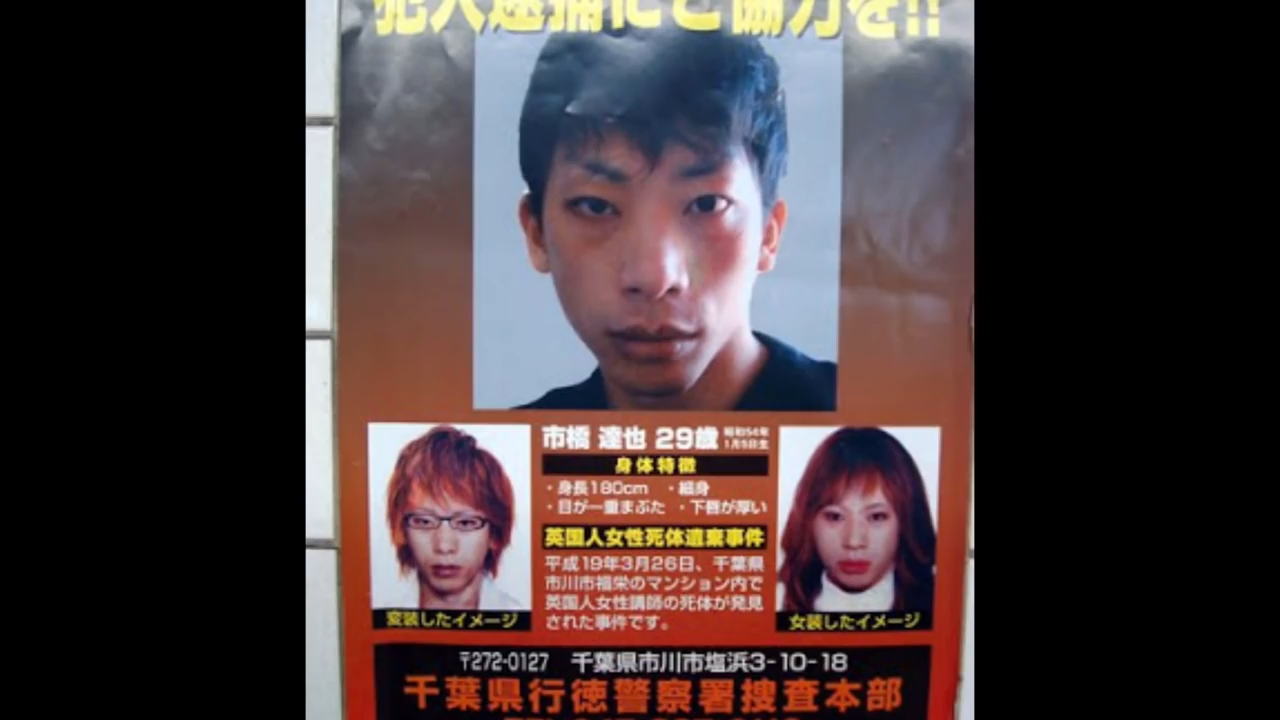 犯人逮捕にご協力を!!
市橋 達也 29歳 昭和54年1月5日生
身体特徴
・身長180cm ・細身
・目が一重まぶた ・下唇が厚い
英国人女性死体遺棄事件
平成19年3月26日、千葉県
市川市福栄のマンション内で
英国人女性講師の死体が発見
された事件です。
変装したイメージ
女装したイメージ
〒272-0127 千葉県市川市塩浜3-10-18
千葉県行徳警察署捜査本部